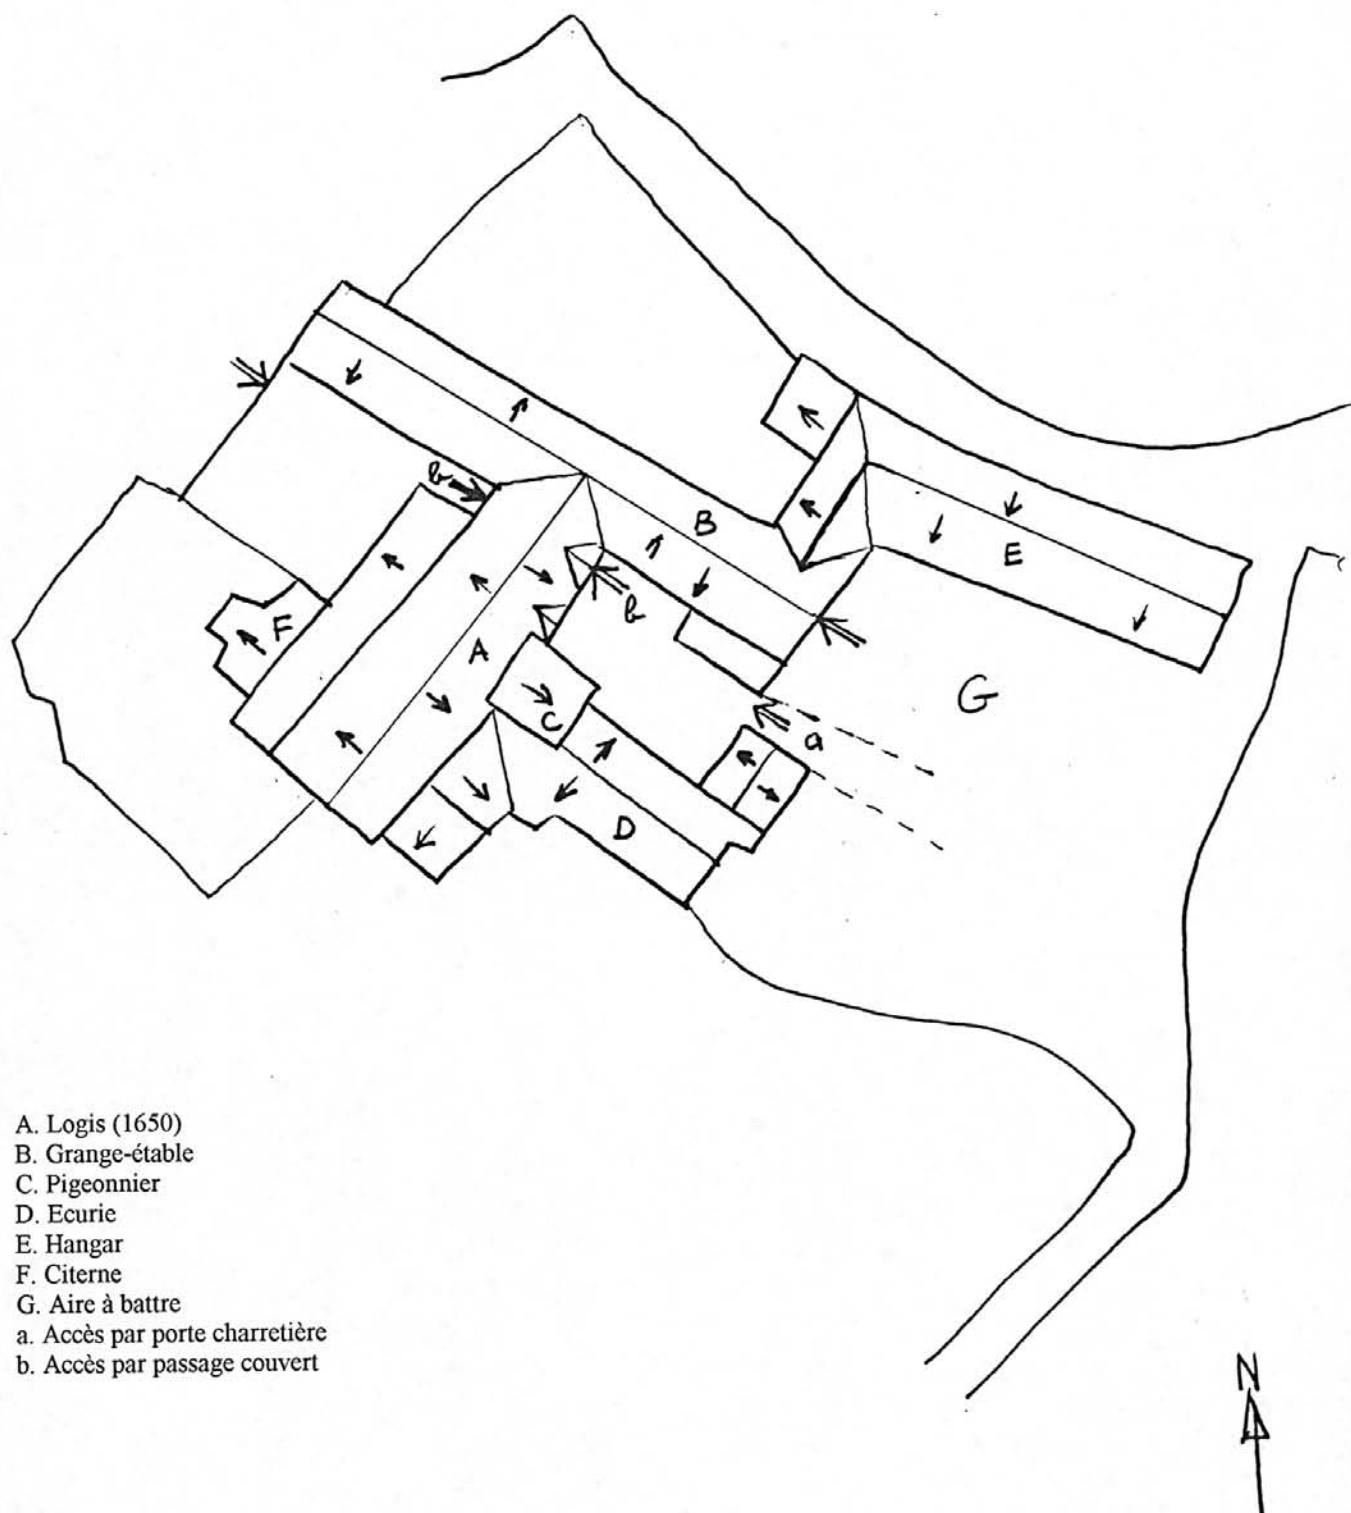 b
B
E
b
F
A
G
C
a
D
A. Logis (1650)
B. Grange-étable
C. Pigeonnier
D. Ecurie
E. Hangar
F. Citerne
G. Aire à battre
a. Accès par porte charretière
b. Accès par passage couvert
N